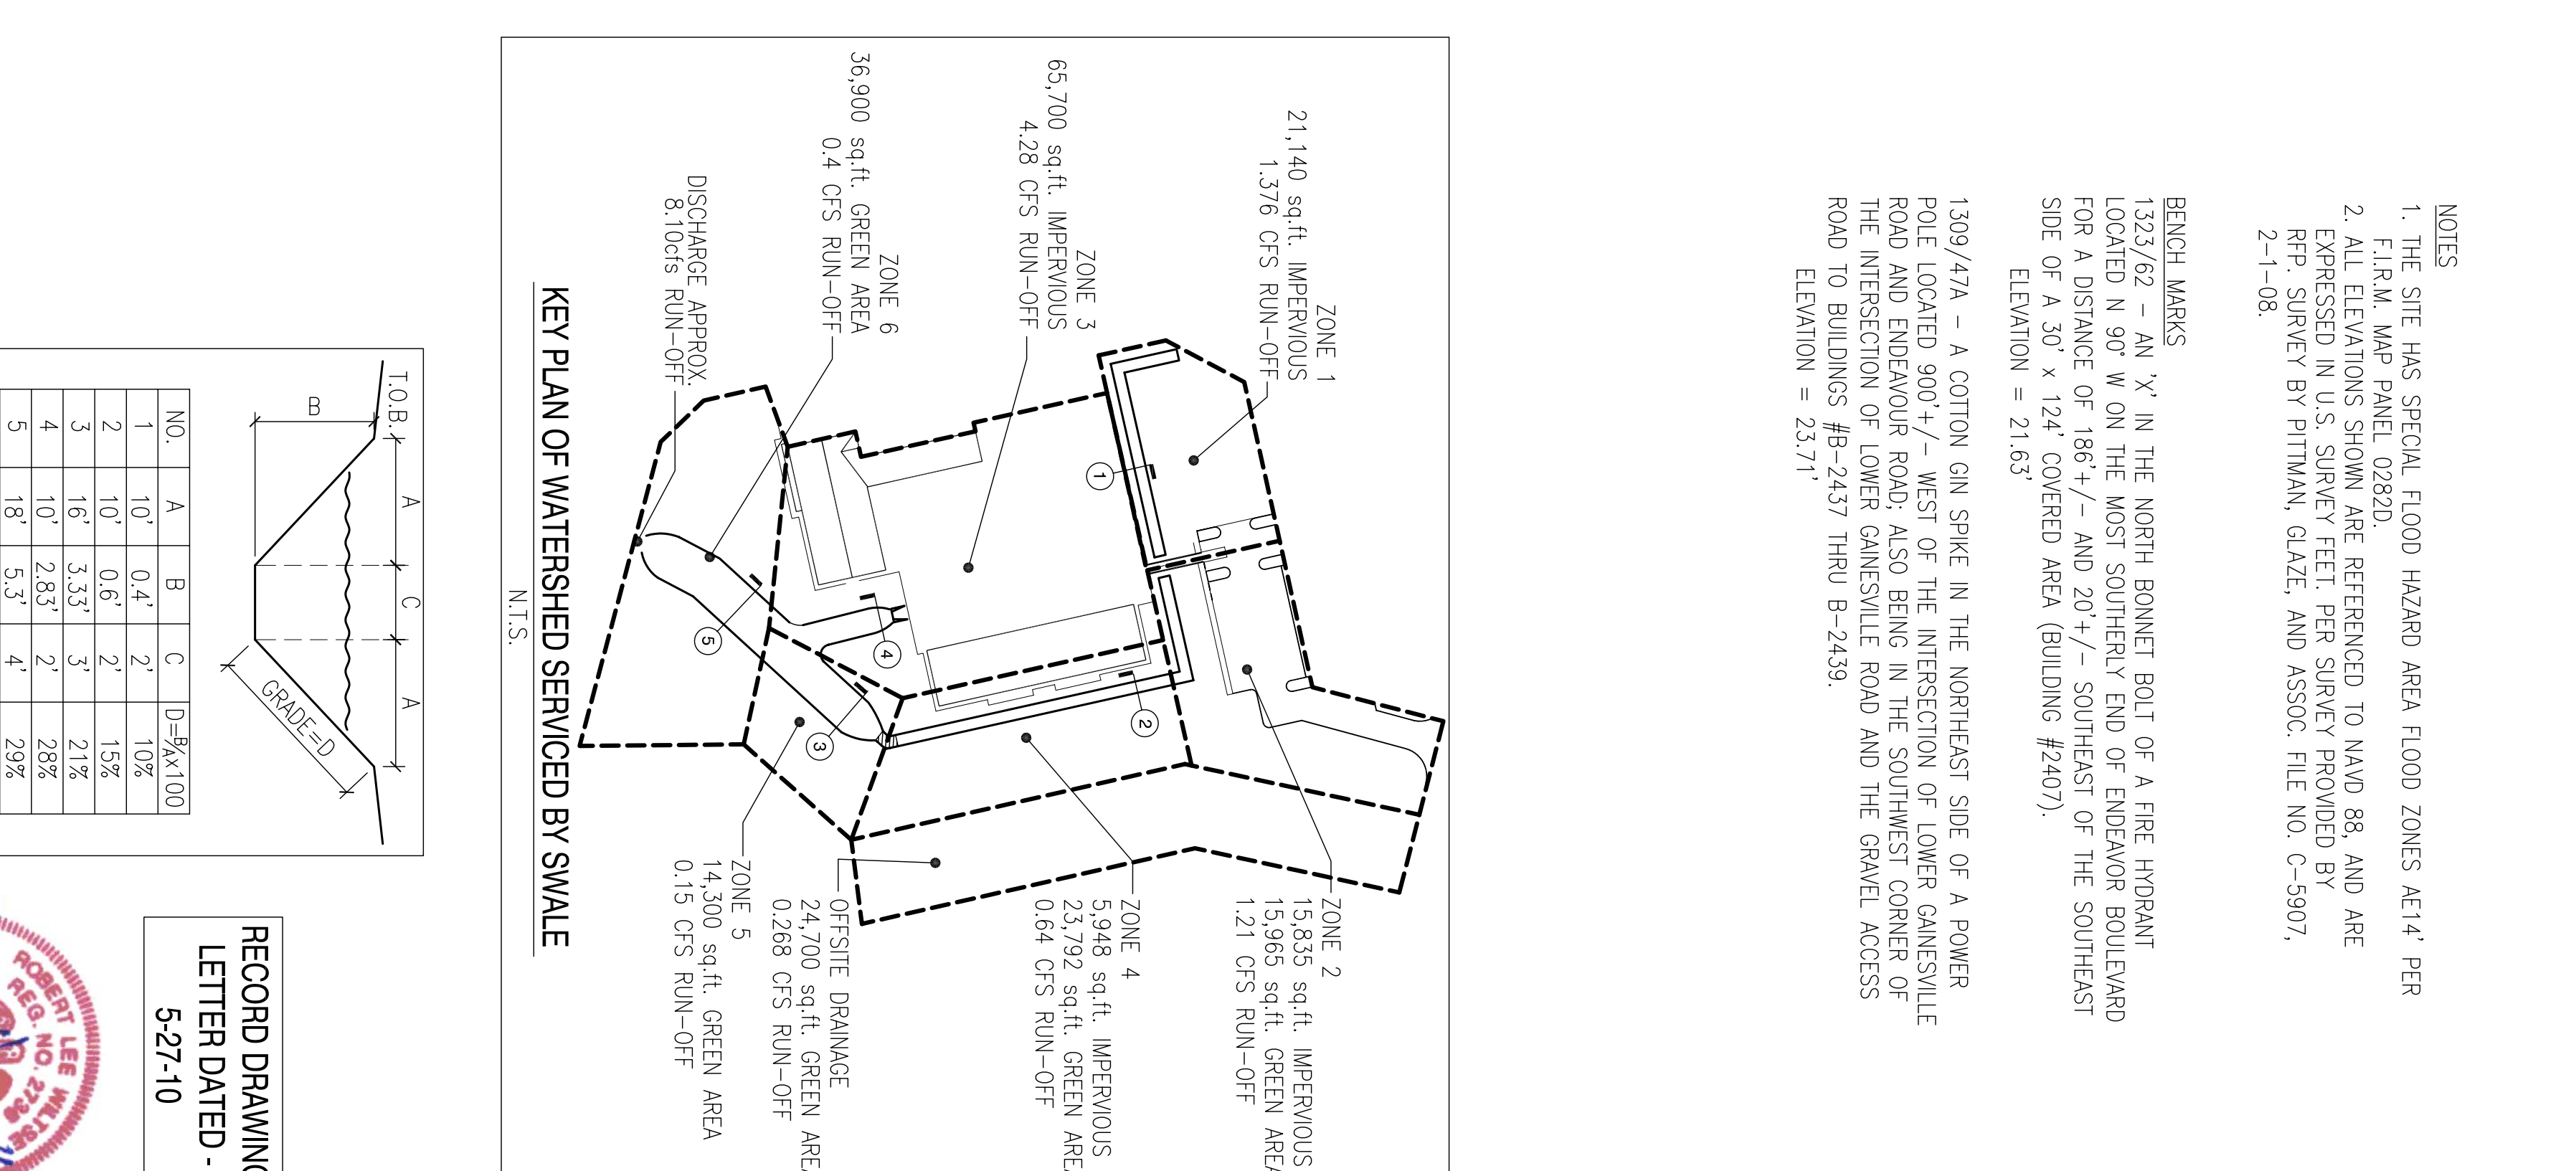 NOTES
1. THE SITE HAS SPECIAL FLOOD HAZARD AREA FLOOD ZONES AE14' PER
F.I.R.M. MAP PANEL 0282D.
2. ALL ELEVATIONS SHOWN ARE REFERENCED TO NAVD 88, AND ARE
EXPRESSED IN U.S. SURVEY FEET. PER SURVEY PROVIDED BY
RFP. SURVEY BY PITTMAN, GLAZE, AND ASSOC. FILE NO. C-5907,
2-1-08.
BENCH MARKS
1323/62 - AN 'X' IN THE NORTH BONNET BOLT OF A FIRE HYDRANT
LOCATED N 90° W ON THE MOST SOUTHERLY END OF ENDEAVOR BOULEVARD
FOR A DISTANCE OF 186'+/- AND 20'+/- SOUTHEAST OF THE SOUTHEAST
SIDE OF A 30' x 124' COVERED AREA (BUILDING #2407).
ELEVATION = 21.63'
1309/47A - A COTTON GIN SPIKE IN THE NORTHEAST SIDE OF A POWER
POLE LOCATED 900'+/- WEST OF THE INTERSECTION OF LOWER GAINESVILLE
ROAD AND ENDEAVOUR ROAD; ALSO BEING IN THE SOUTHWEST CORNER OF
THE INTERSECTION OF LOWER GAINESVILLE ROAD AND THE GRAVEL ACCESS
ROAD TO BUILDINGS #B-2437 THRU B-2439.
ELEVATION = 23.71'
ZONE 1
21,140 sq.ft. IMPERVIOUS
1.376 CFS RUN-OFF
ZONE 3
65,700 sq.ft. IMPERVIOUS
4.28 CFS RUN-OFF
ZONE 6
36,900 sq.ft. GREEN AREA
0.4 CFS RUN-OFF
DISCHARGE APPROX.
8.10cfs RUN-OFF
1
2
3
4
5
ZONE 2
15,835 sq.ft. IMPERVIOUS
15,965 sq.ft. GREEN AREA
1.21 CFS RUN-OFF
ZONE 4
5,948 sq.ft. IMPERVIOUS
23,792 sq.ft. GREEN AREA
0.64 CFS RUN-OFF
OFFSITE DRAINAGE
24,700 sq.ft. GREEN AREA
0.268 CFS RUN-OFF
ZONE 5
14,300 sq.ft. GREEN AREA
0.15 CFS RUN-OFF
KEY PLAN OF WATERSHED SERVICED BY SWALE
N.T.S.
T.O.B.
A C A
B
GRADE=D
NO. A B C D=B/Ax100
1 10' 0.4' 2' 10%
2 10' 0.6' 2' 15%
3 16' 3.33' 3' 21%
4 10' 2.83' 2' 28%
5 18' 5.3' 4' 29%
RECORD DRAWING
LETTER DATED -
5-27-10
ROBERT LEE WILTSE
REG. NO. 2738